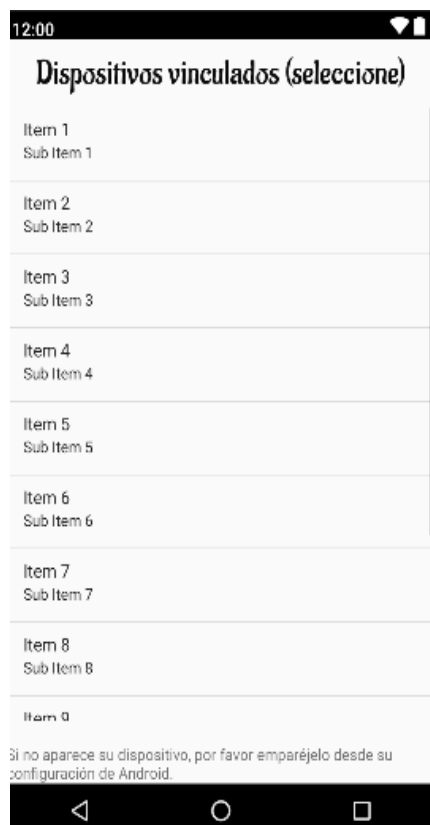 12:00
Dispositivos vinculados (seleccione)
Item 1
Sub Item 1
Item 2
Sub Item 2
Item 3
Sub Item 3
Item 4
Sub Item 4
Item 5
Sub Item 5
Item 6
Sub Item 6
Item 7
Sub Item 7
Item 8
Sub Item 8
Item 9
Si no aparece su dispositivo, por favor emparéjelo desde su
configuración de Android.